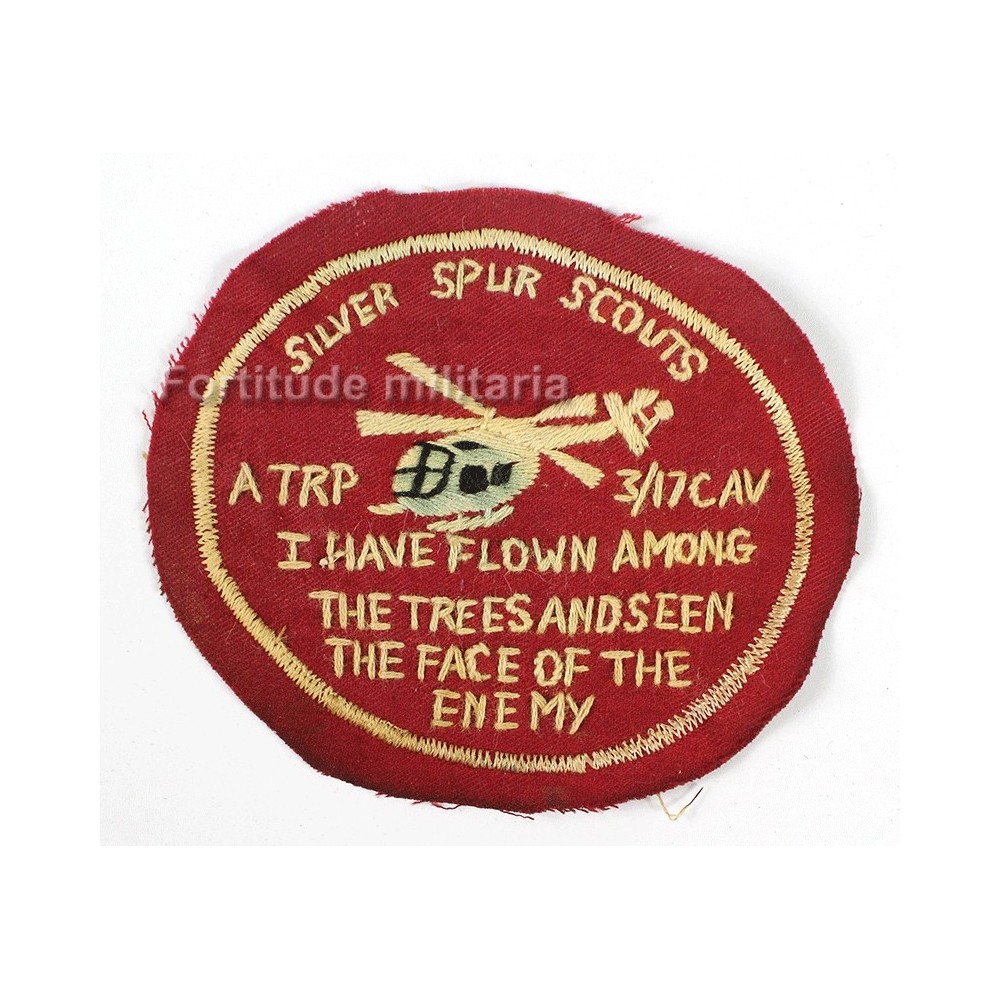 SILVER SPUR SCOUTS
Fortitude militaria
A TRP 3/17 CAV
I.HAVE FLOWN AMONG
THE TREES AND SEEN
THE FACE OF THE
ENEMY